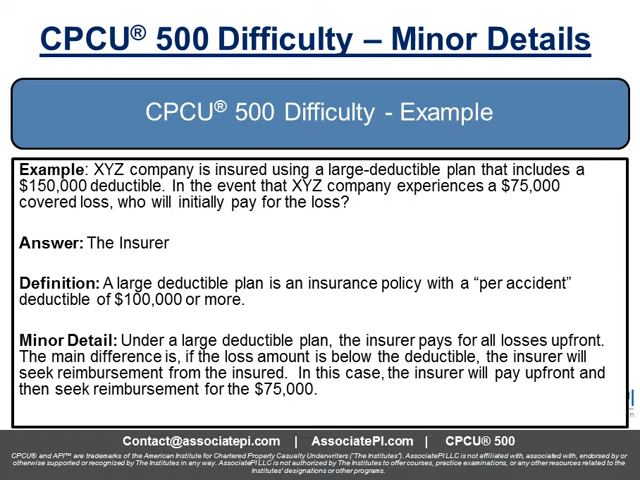 CPCU® 500 Difficulty – Minor Details
CPCU® 500 Difficulty - Example
Example: XYZ company is insured using a large-deductible plan that includes a
$150,000 deductible. In the event that XYZ company experiences a $75,000
covered loss, who will initially pay for the loss?
Answer: The Insurer
Definition: A large deductible plan is an insurance policy with a “per accident”
deductible of $100,000 or more.
Minor Detail: Under a large deductible plan, the insurer pays for all losses upfront.
The main difference is, if the loss amount is below the deductible, the insurer will
seek reimbursement from the insured. In this case, the insurer will pay upfront and
then seek reimbursement for the $75,000.
Contact@associatepi.com | AssociatePI.com | CPCU® 500
CPCU® and API™ are trademarks of the American Institute for Chartered Property Casualty Underwriters ("The Institutes"). AssociatePI LLC is not affiliated with, associated with, endorsed by or
otherwise supported or recognized by The Institutes in any way. AssociatePI LLC is not authorized by The Institutes to offer courses, practice examinations, or any other resources related to the
Institutes' designations or other programs.